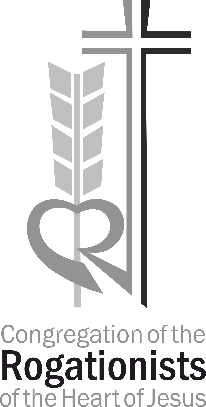 Congregation of the
Rogationists
of the Heart of Jesus